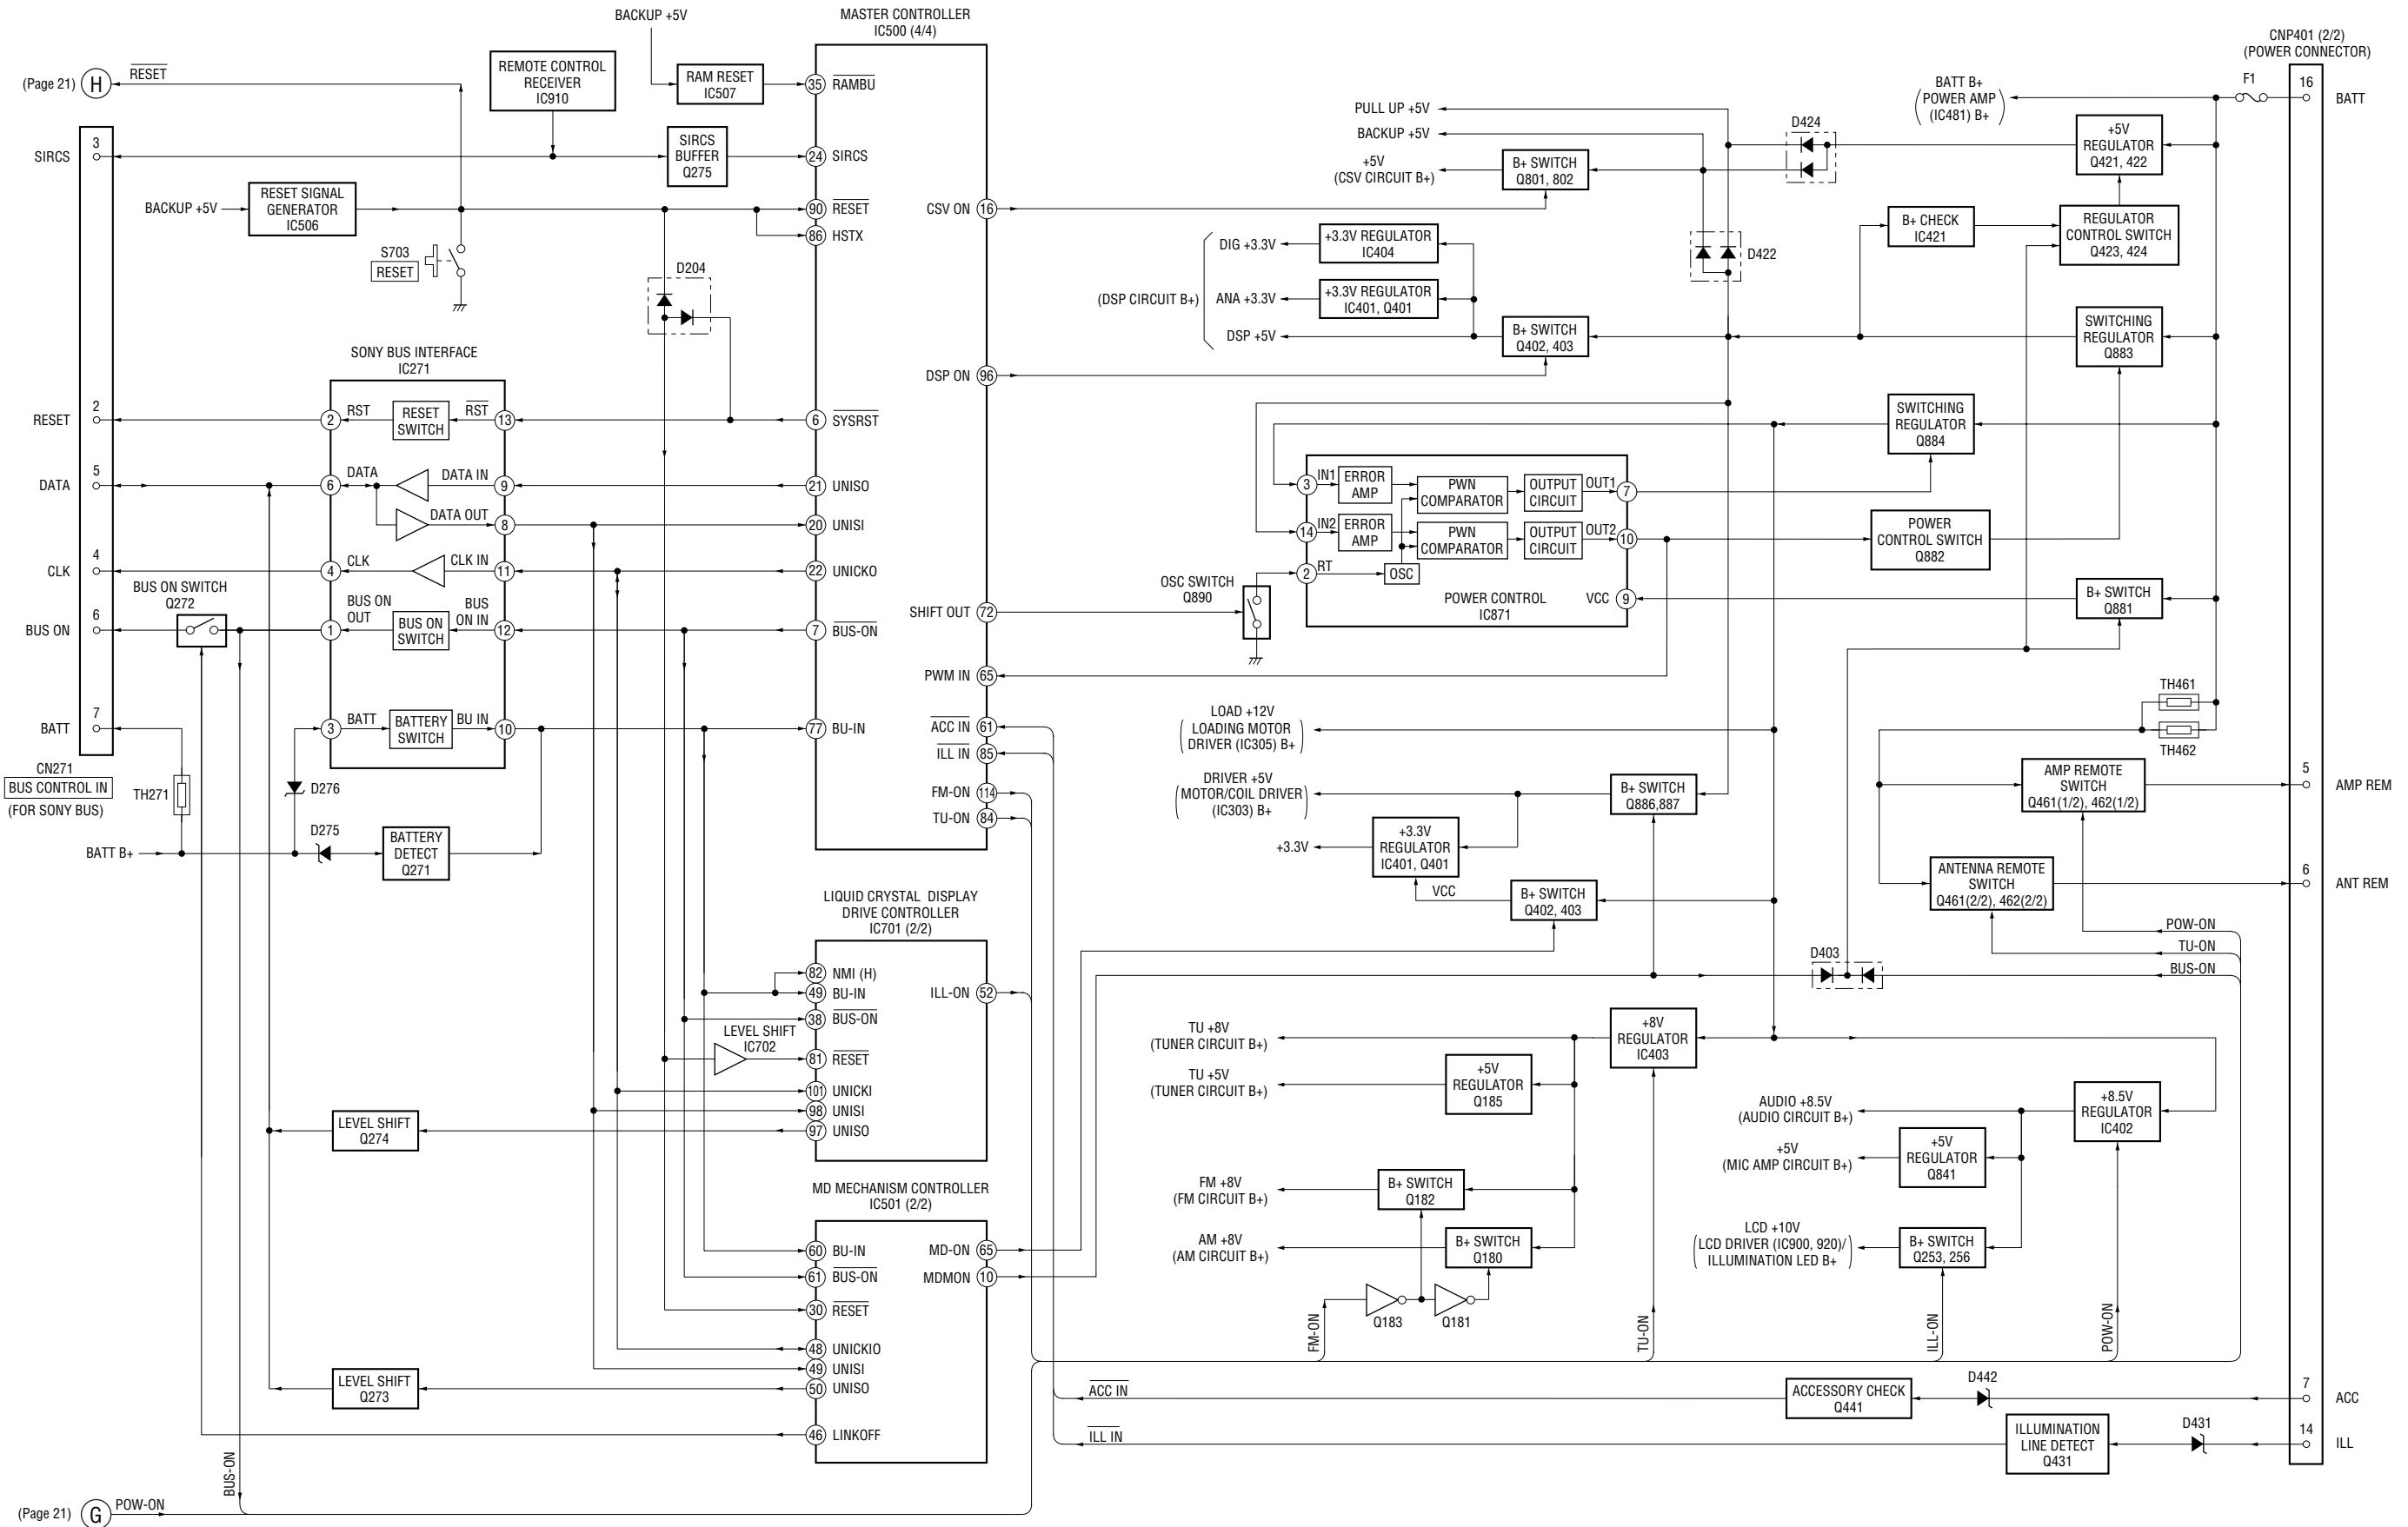 BACKUP +5V
MASTER CONTROLLER
IC500 (4/4)
CNP401 (2/2)
(POWER CONNECTOR)
(Page 21)
H
RESET
REMOTE CONTROL
RECEIVER
IC910
RAM RESET
IC507
35
RAMBU
SIRCS
3
SIRCS
BUFFER
Q275
24
SIRCS
BACKUP +5V
RESET SIGNAL
GENERATOR
IC506
90
RESET
86
HSTX
S703
RESET
D204
CSV ON
16
DSP ON
96
SONY BUS INTERFACE
IC271
RESET
2
2
RST
RESET
SWITCH
RST
13
6
SYSRST
DATA
5
6
DATA
DATA IN
9
21
UNISO
DATA OUT
8
20
UNISI
CLK
4
4
CLK
CLK IN
11
22
UNICKO
BUS ON SWITCH
Q272
BUS ON
6
1
BUS ON
OUT
BUS ON
SWITCH
BUS
ON IN
12
7
BUS-ON
SHIFT OUT
72
PWM IN
65
BATT
7
3
BATT
BATTERY
SWITCH
BU IN
10
77
BU-IN
ACC IN
61
ILL IN
85
FM-ON
114
TU-ON
84
CN271
BUS CONTROL IN
(FOR SONY BUS)
TH271
D276
D275
BATT B+
BATTERY
DETECT
Q271
LIQUID CRYSTAL DISPLAY
DRIVE CONTROLLER
IC701 (2/2)
82
NMI (H)
49
BU-IN
ILL-ON
52
38
BUS-ON
LEVEL SHIFT
IC702
81
RESET
101
UNICKI
98
UNISI
97
UNISO
LEVEL SHIFT
Q274
MD MECHANISM CONTROLLER
IC501 (2/2)
60
BU-IN
MD-ON
65
61
BUS-ON
MDMON
10
30
RESET
48
UNICKIO
49
UNISI
50
UNISO
LEVEL SHIFT
Q273
46
LINKOFF
BUS-ON
(Page 21)
G
POW-ON
BATT B+
POWER AMP
(IC481) B+
F1
16
BATT
PULL UP +5V
BACKUP +5V
+5V
(CSV CIRCUIT B+)
B+ SWITCH
Q801, 802
D424
+5V
REGULATOR
Q421, 422
DIG +3.3V
+3.3V REGULATOR
IC404
D422
B+ CHECK
IC421
REGULATOR
CONTROL SWITCH
Q423, 424
(DSP CIRCUIT B+)
ANA +3.3V
+3.3V REGULATOR
IC401, Q401
DSP +5V
B+ SWITCH
Q402, 403
SWITCHING
REGULATOR
Q883
SWITCHING
REGULATOR
Q884
3
IN1
ERROR
AMP
PWN
COMPARATOR
OUTPUT
CIRCUIT
OUT1
7
14
IN2
ERROR
AMP
PWN
COMPARATOR
OUTPUT
CIRCUIT
OUT2
10
2
RT
OSC
OSC SWITCH
Q890
POWER CONTROL
IC871
VCC
9
POWER
CONTROL SWITCH
Q882
B+ SWITCH
Q881
TH461
TH462
LOAD +12V
LOADING MOTOR
DRIVER (IC305) B+
DRIVER +5V
MOTOR/COIL DRIVER
(IC303) B+
B+ SWITCH
Q886,887
+3.3V
+3.3V
REGULATOR
IC401, Q401
VCC
B+ SWITCH
Q402, 403
AMP REMOTE
SWITCH
Q461(1/2), 462(1/2)
5
AMP REM
ANTENNA REMOTE
SWITCH
Q461(2/2), 462(2/2)
6
ANT REM
POW-ON
TU-ON
BUS-ON
D403
TU +8V
(TUNER CIRCUIT B+)
+8V
REGULATOR
IC403
TU +5V
(TUNER CIRCUIT B+)
+5V
REGULATOR
Q185
FM +8V
(FM CIRCUIT B+)
B+ SWITCH
Q182
AM +8V
(AM CIRCUIT B+)
B+ SWITCH
Q180
Q183
Q181
FM-ON
TU-ON
ILL-ON
POW-ON
AUDIO +8.5V
(AUDIO CIRCUIT B+)
+8.5V
REGULATOR
IC402
+5V
(MIC AMP CIRCUIT B+)
+5V
REGULATOR
Q841
LCD +10V
LCD DRIVER (IC900, 920)/
ILLUMINATION LED B+
B+ SWITCH
Q253, 256
ACC IN
ACCESSORY CHECK
Q441
D442
7
ACC
ILL IN
ILLUMINATION
LINE DETECT
Q431
D431
14
ILL